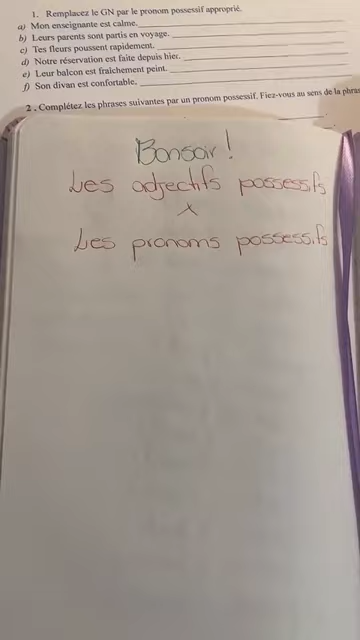 1. Remplacez le GN par le pronom possessif approprié.
a) Mon enseignante est calme.
b) Leurs parents sont partis en voyage.
c) Tes fleurs poussent rapidement.
d) Notre réservation est faite depuis hier.
e) Leur balcon est fraîchement peint.
f) Son divan est confortable.
2. Complétez les phrases suivantes par un pronom possessif. Fiez-vous au sens de la
Bonsoir!
Les adjectifs possessifs
x
Les pronoms possessifs